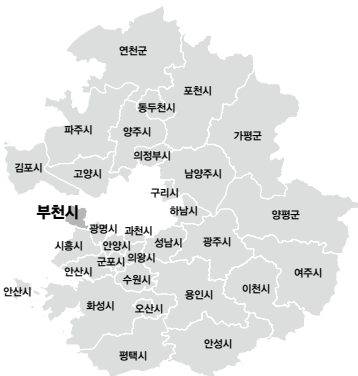 연천군
포천시
동두천시
파주시
양주시
가평군
의정부시
김포시
고양시
남양주시
구리시
부천시
하남시
양평군
광명시
과천시
시흥시
안양시
성남시
광주시
군포시
의왕시
안산시
수원시
여주시
안산시
용인시
이천시
화성시
오산시
안성시
평택시